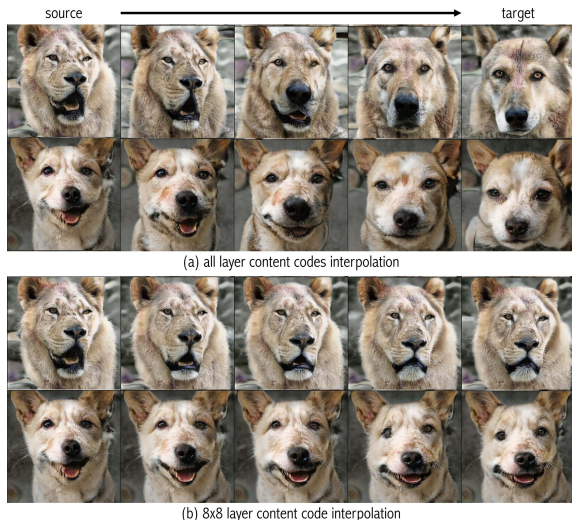 source target
(a) all layer content codes interpolation
(b) 8x8 layer content code interpolation